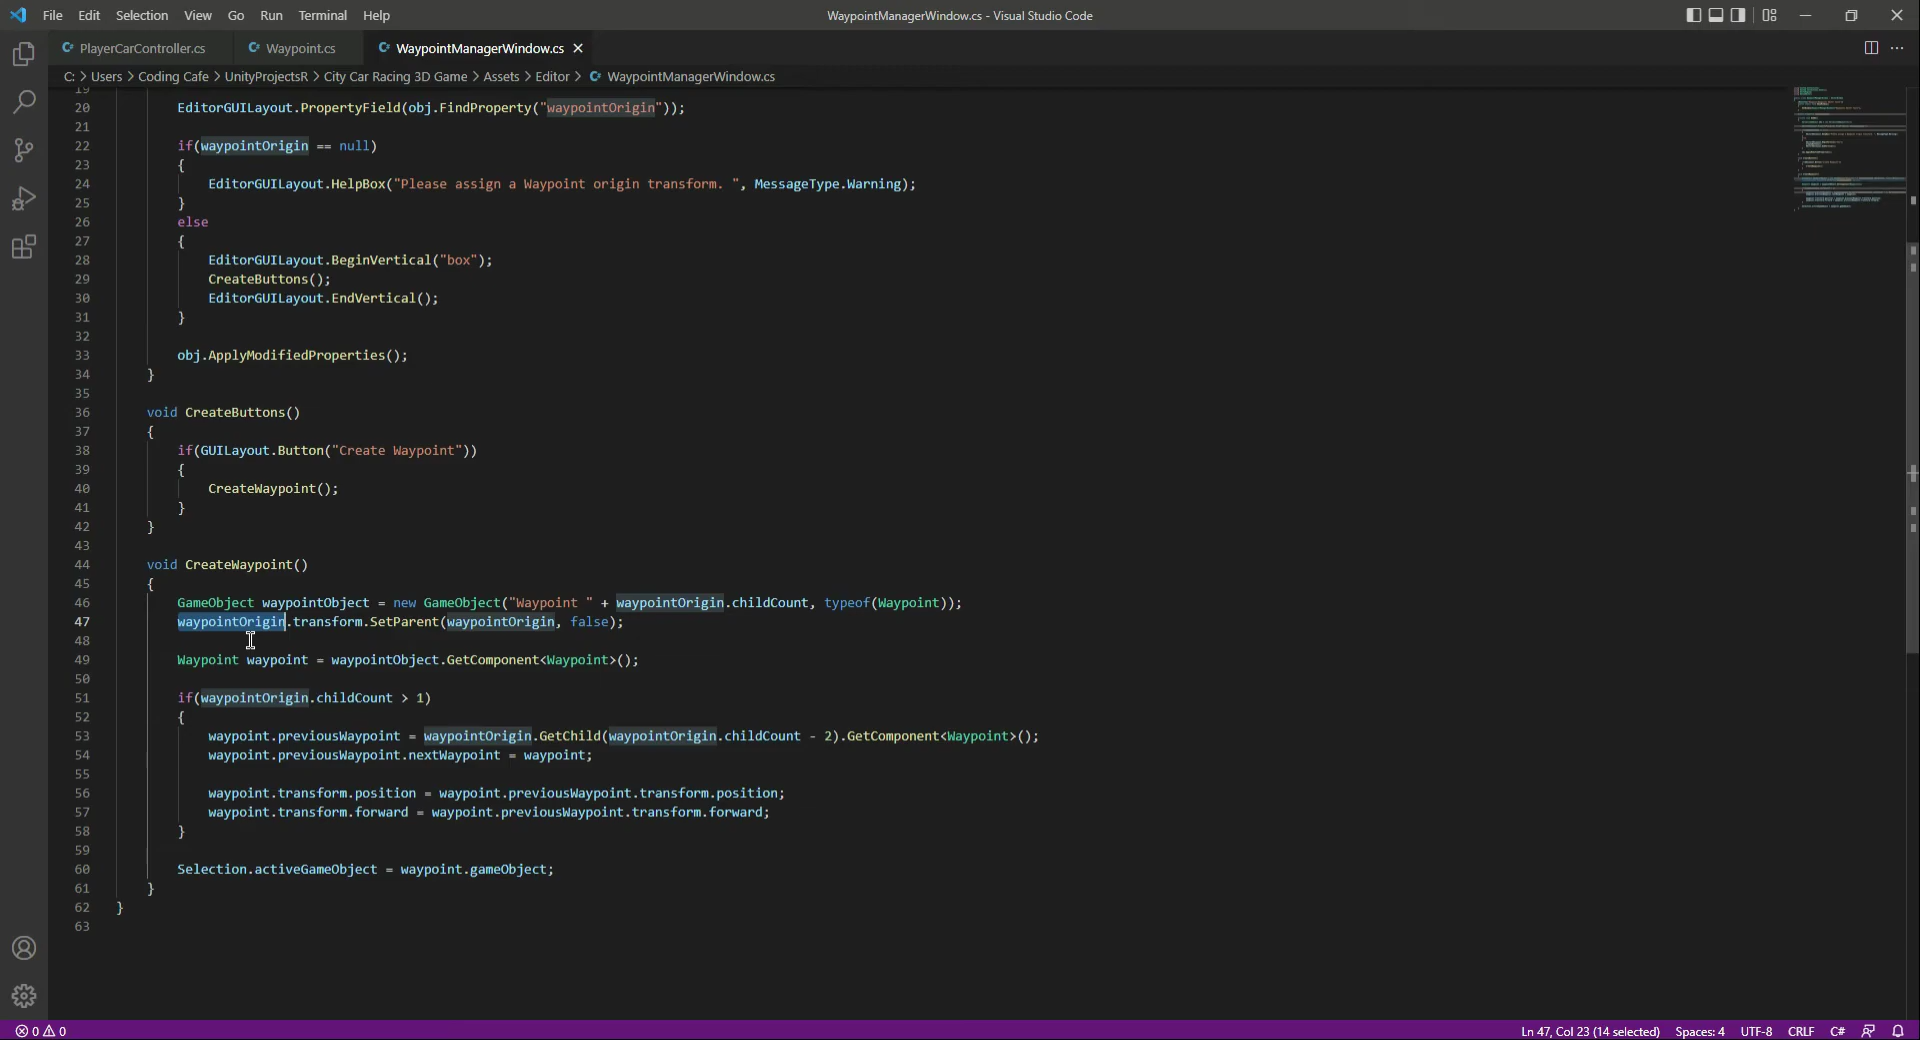 File Edit Selection View Go Run Terminal Help WaypointManagerWindow.cs - Visual Studio Code
PlayerCarController.cs Waypoint.cs WaypointManagerWindow.cs
C: > Users > Coding Cafe > UnityProjectsR > City Car Racing 3D Game > Assets > Editor > WaypointManagerWindow.cs
19
20 EditorGUILayout.PropertyField(obj.FindProperty("waypointOrigin"));
21
22 if(waypointOrigin == null)
23 {
24 EditorGUILayout.HelpBox("Please assign a Waypoint origin transform. ", MessageType.Warning);
25 }
26 else
27 {
28 EditorGUILayout.BeginVertical("box");
29 CreateButtons();
30 EditorGUILayout.EndVertical();
31 }
32
33 obj.ApplyModifiedProperties();
34 }
35
36 void CreateButtons()
37 {
38 if(GUILayout.Button("Create Waypoint"))
39 {
40 CreateWaypoint();
41 }
42 }
43
44 void CreateWaypoint()
45 {
46 GameObject waypointObject = new GameObject("Waypoint " + waypointOrigin.childCount, typeof(Waypoint));
47 waypointOrigin.transform.SetParent(waypointOrigin, false);
48
49 Waypoint waypoint = waypointObject.GetComponent<Waypoint>();
50
51 if(waypointOrigin.childCount > 1)
52 {
53 waypoint.previousWaypoint = waypointOrigin.GetChild(waypointOrigin.childCount - 2).GetComponent<Waypoint>();
54 waypoint.previousWaypoint.nextWaypoint = waypoint;
55
56 waypoint.transform.position = waypoint.previousWaypoint.transform.position;
57 waypoint.transform.forward = waypoint.previousWaypoint.transform.forward;
58 }
59
60 Selection.activeGameObject = waypoint.gameObject;
61 }
62 }
63
0 0 Ln 47, Col 23 (14 selected) Spaces: 4 UTF-8 CRLF C#